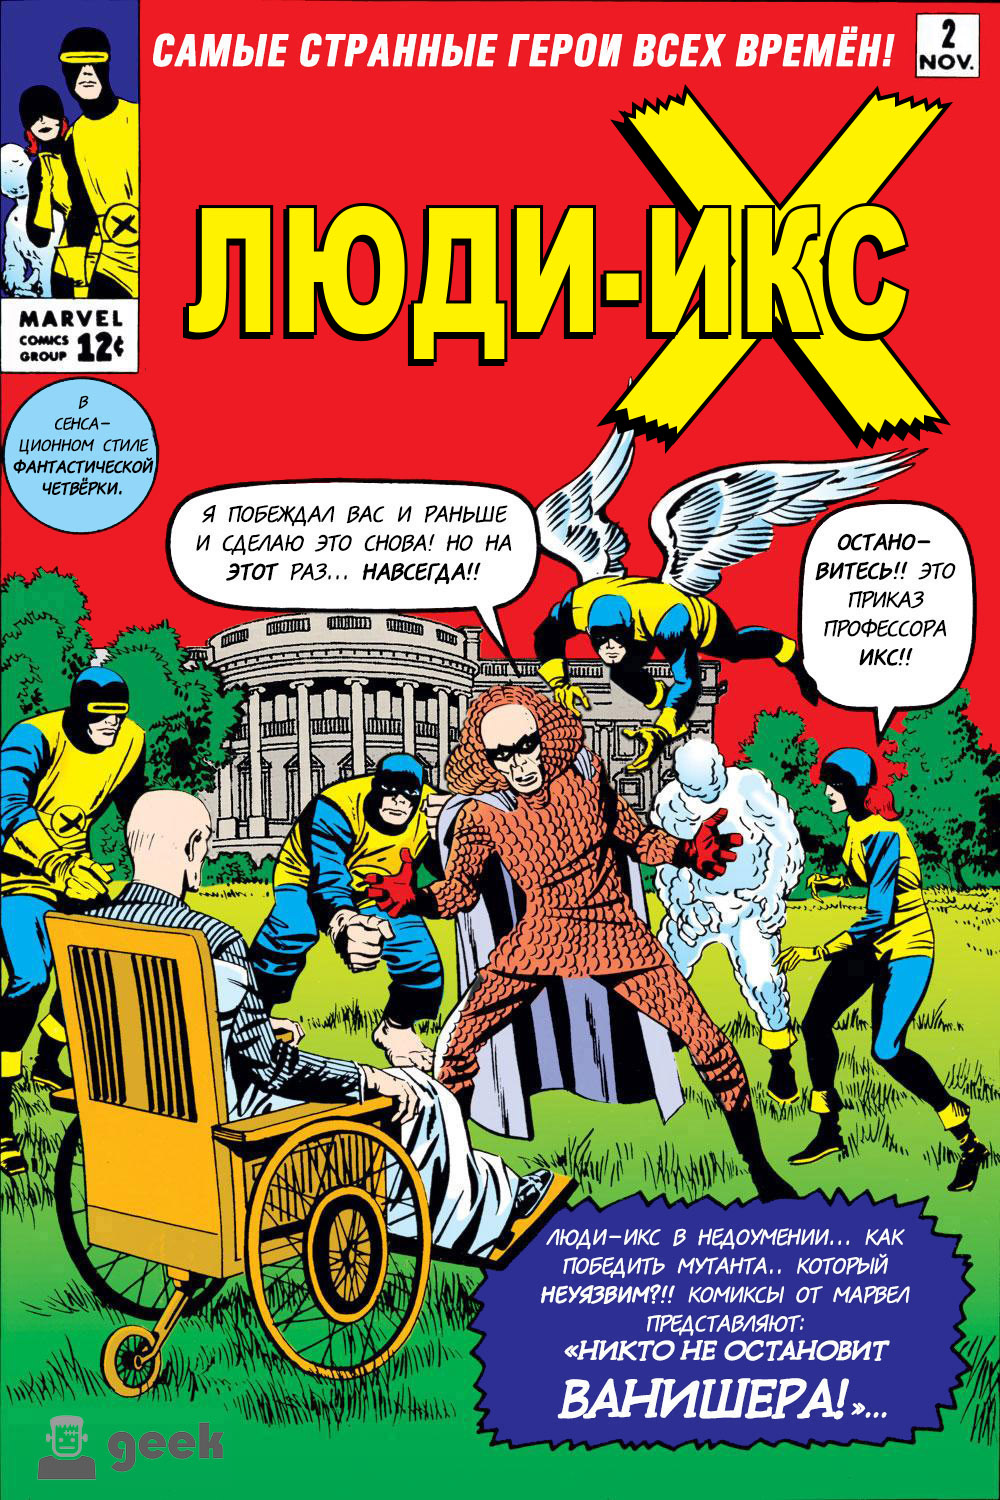 САМЫЕ СТРАННЫЕ ГЕРОИ ВСЕХ ВРЕМЁН!
2
NOV.
ЛЮДИ-ИКС
MARVEL
COMICS
GROUP 12¢
В
СЕНСА-
ЦИОННОМ СТИЛЕ
ФАНТАСТИЧЕСКОЙ
ЧЕТВЁРКИ.
Я ПОБЕЖДАЛ ВАС И РАНЬШЕ
И СДЕЛАЮ ЭТО СНОВА! НО НА
ЭТОТ РАЗ... НАВСЕГДА!!
ОСТАНО-
ВИТЕСЬ!! ЭТО
ПРИКАЗ
ПРОФЕССОРА
ИКС!!
ЛЮДИ-ИКС В НЕДОУМЕНИИ... КАК
ПОБЕДИТЬ МУТАНТА.. КОТОРЫЙ
НЕУЯЗВИМ?!! КОМИКСЫ ОТ МАРВЕЛ
ПРЕДСТАВЛЯЮТ:
«НИКТО НЕ ОСТАНОВИТ
ВАНИШЕРА!»...
geek